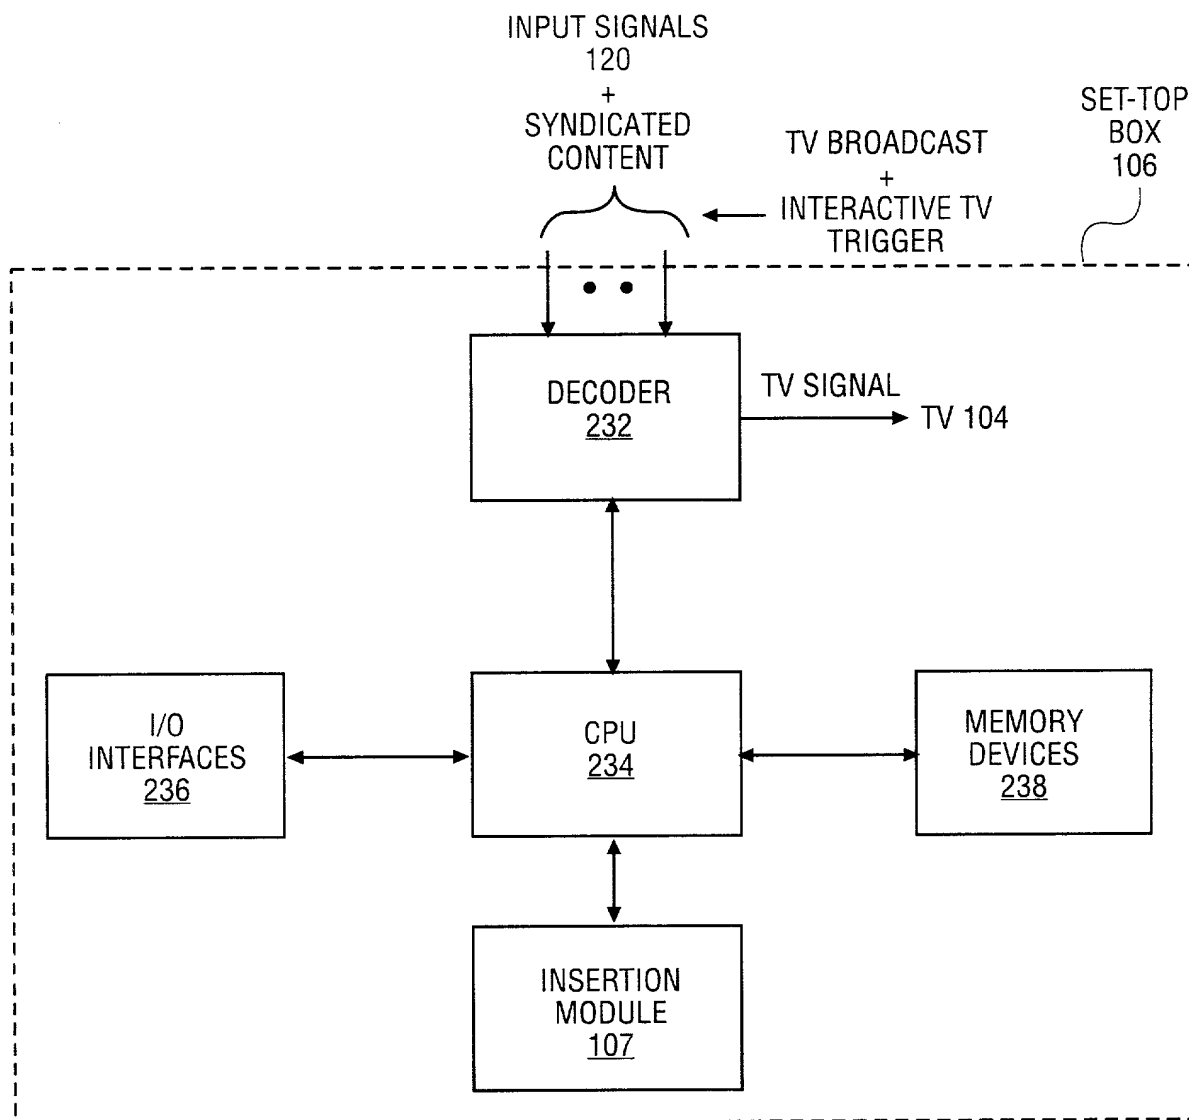 INPUT SIGNALS
120
+
SYNDICATED
CONTENT
TV BROADCAST
+
INTERACTIVE TV
TRIGGER
SET-TOP
BOX
106
DECODER
232
TV SIGNAL
TV 104
I/O
INTERFACES
236
CPU
234
MEMORY
DEVICES
238
INSERTION
MODULE
107